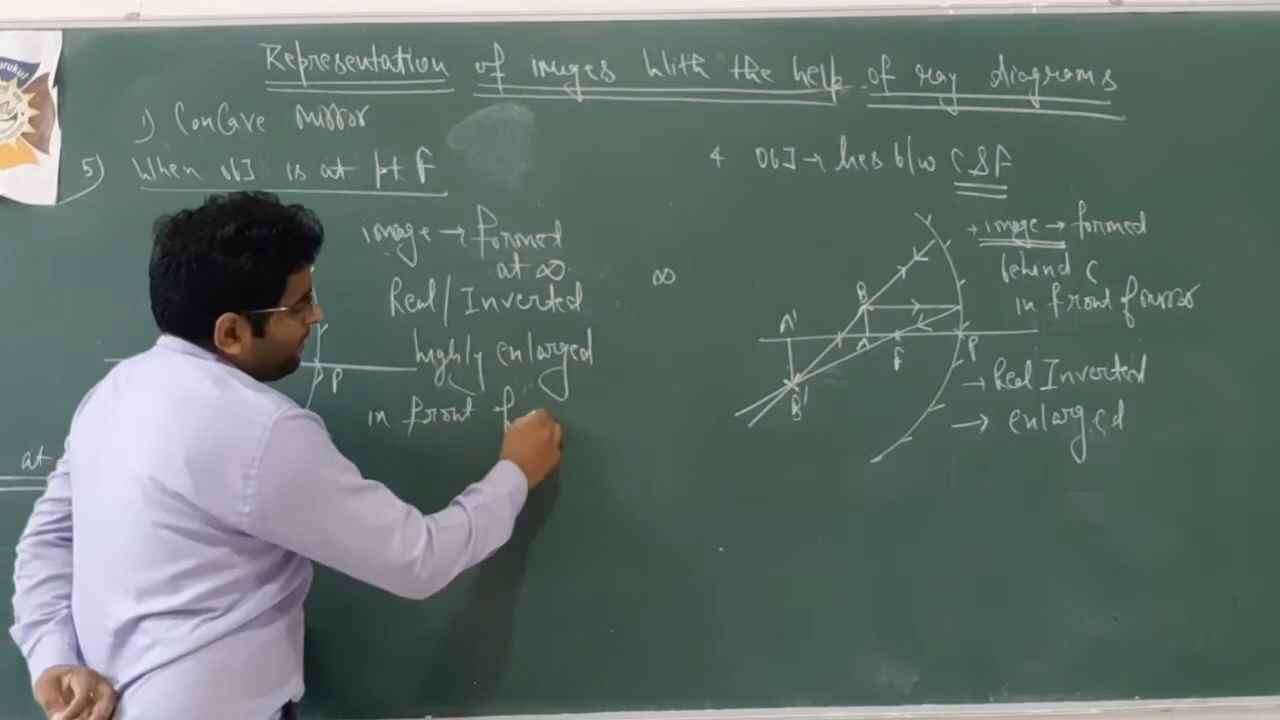 Representation of images With the help of ray diagrams
1) Concave mirror
5) When obj is at pt F
image → formed
at ∞
Real/Inverted
highly enlarged
in front
P
at
∞
4 Obj → lies b/w C & F
→ image → formed
behind C
in front of mirror
→ Real Inverted
→ enlarged
B
A'
A
F
P
B'